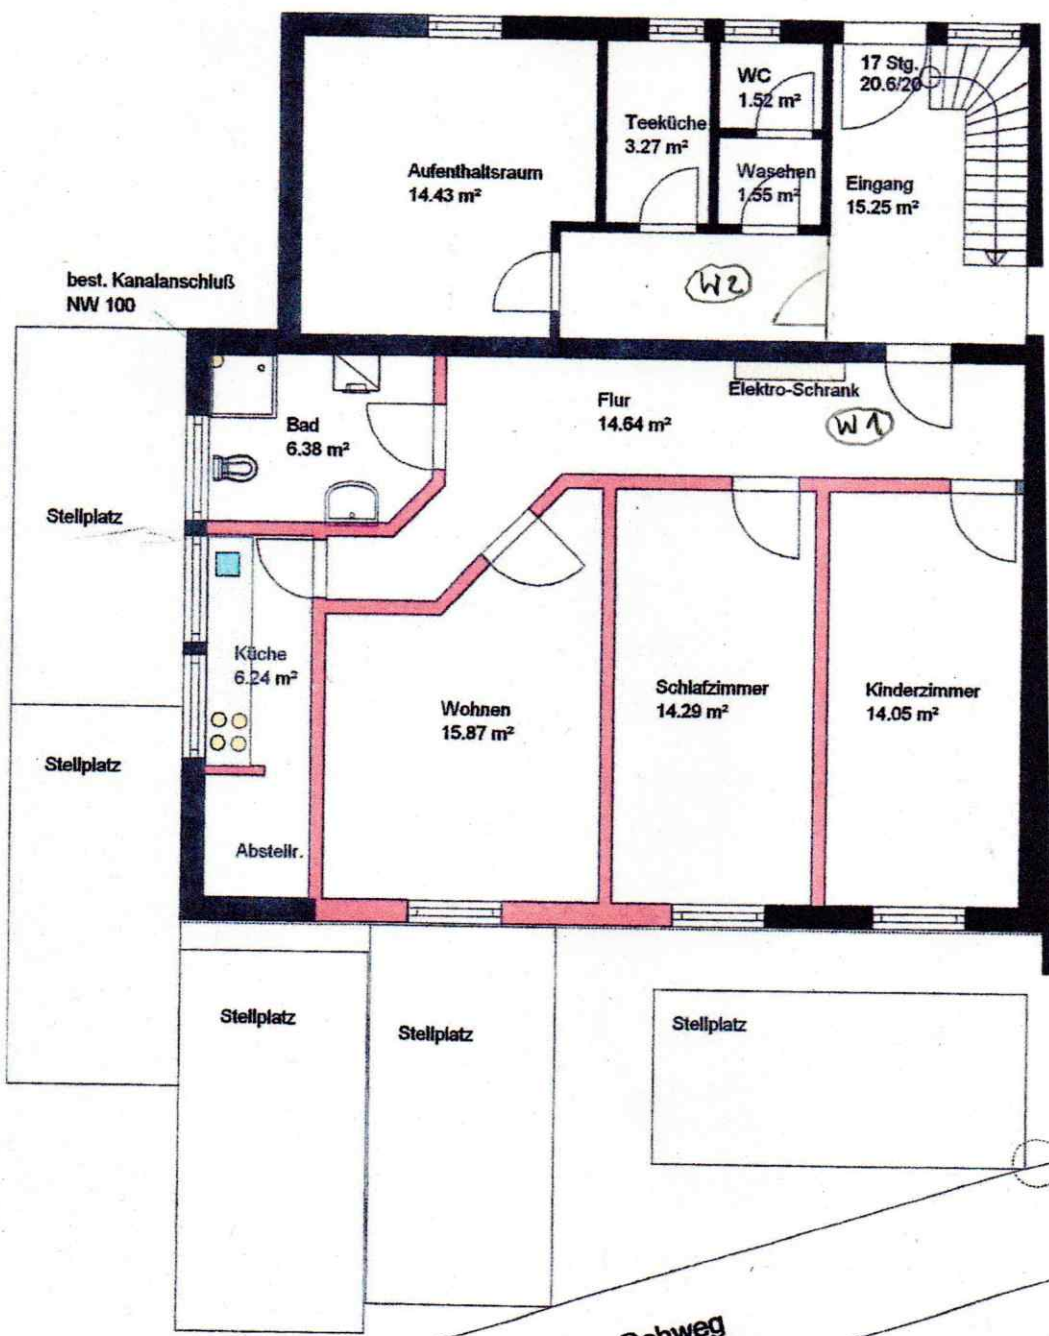 17 Stg.
20.6/20
WC
1.52 m²
Teeküche
3.27 m²
Aufenthaltsraum
14.43 m²
Waschen
1.55 m²
Eingang
15.25 m²
W2
best. Kanalanschluß
NW 100
Elektro-Schrank
Flur
14.64 m²
W1
Bad
6.38 m²
Stellplatz
Küche
6.24 m²
Wohnen
15.87 m²
Schlafzimmer
14.29 m²
Kinderzimmer
14.05 m²
Stellplatz
Abstellr.
Stellplatz
Stellplatz
Stellplatz